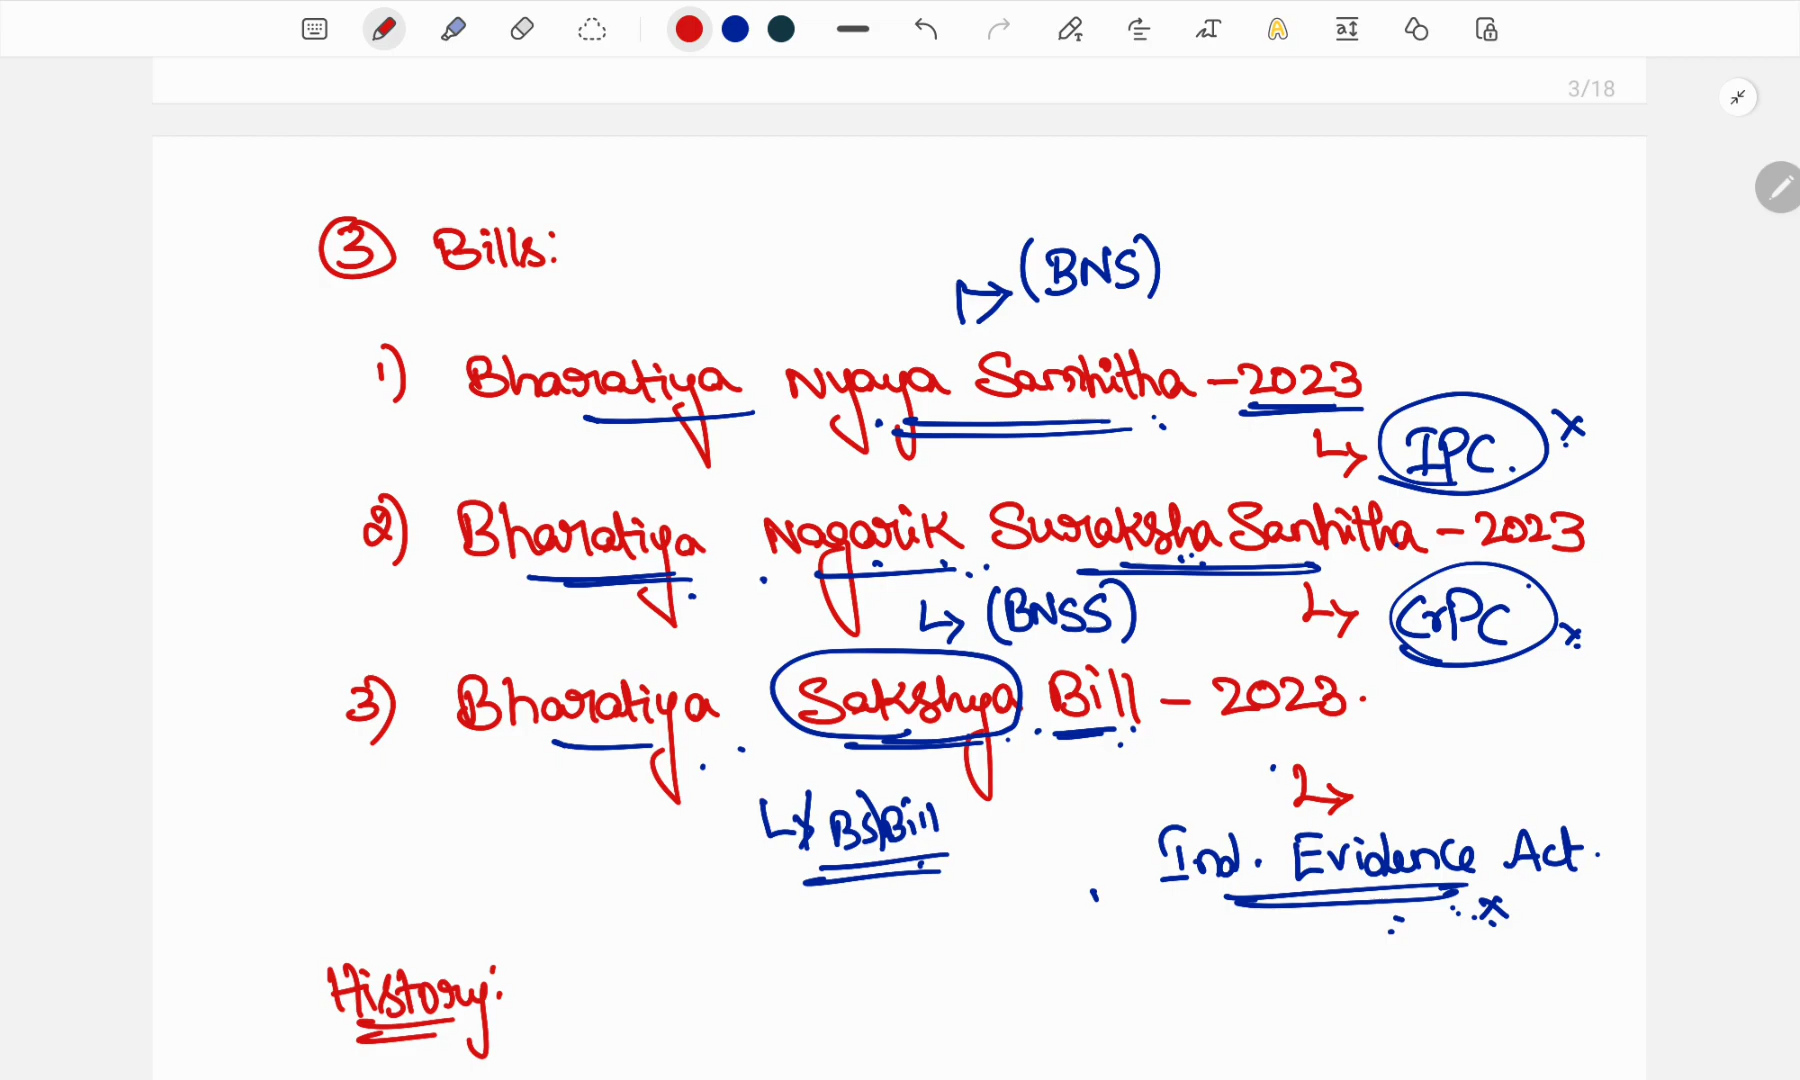 3/18
3 Bills:
(BNS)
1) Bharatiya Nyaya Sanhitha - 2023
IPC.
2) Bharatiya Nagarik Suraksha Sanhitha - 2023
(BNSS)
CrPC
3) Bharatiya Sakshya Bill - 2023.
(BS)Bill
Ind. Evidence Act.
History: